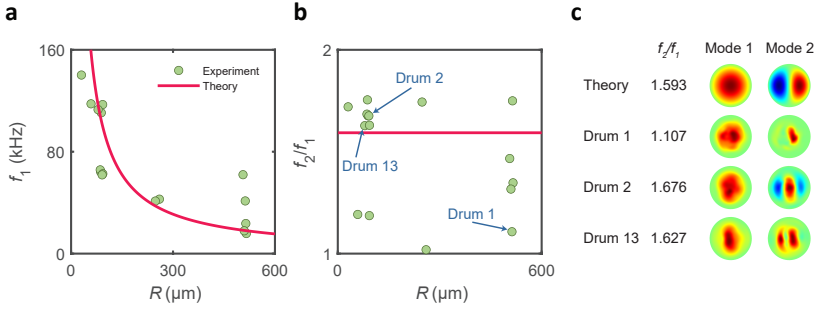 a
160
80
0
f₁ (kHz)
Experiment
Theory
0
300
600
R (μm)
b
2
1
f₂/f₁
Drum 2
Drum 13
Drum 1
0
600
R (μm)
c
f₂/f₁ Mode 1 Mode 2
Theory 1.593
Drum 1 1.107
Drum 2 1.676
Drum 13 1.627